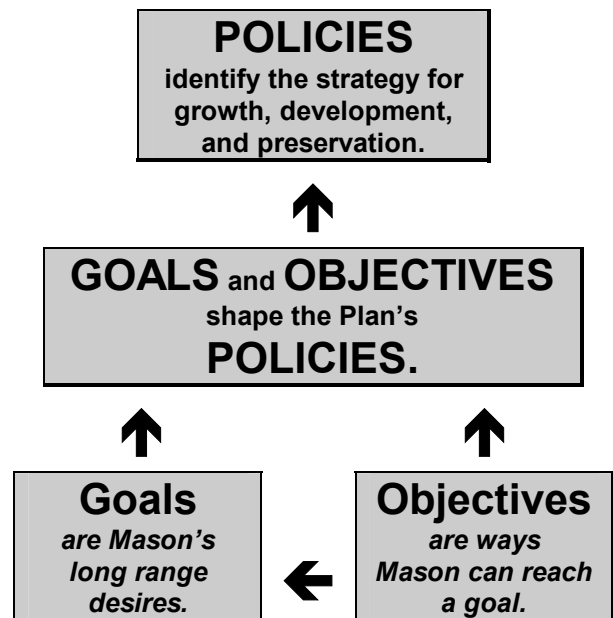 POLICIES
identify the strategy for
growth, development,
and preservation.
GOALS and OBJECTIVES
shape the Plan’s
POLICIES.
Goals
are Mason’s
long range
desires.
Objectives
are ways
Mason can reach
a goal.